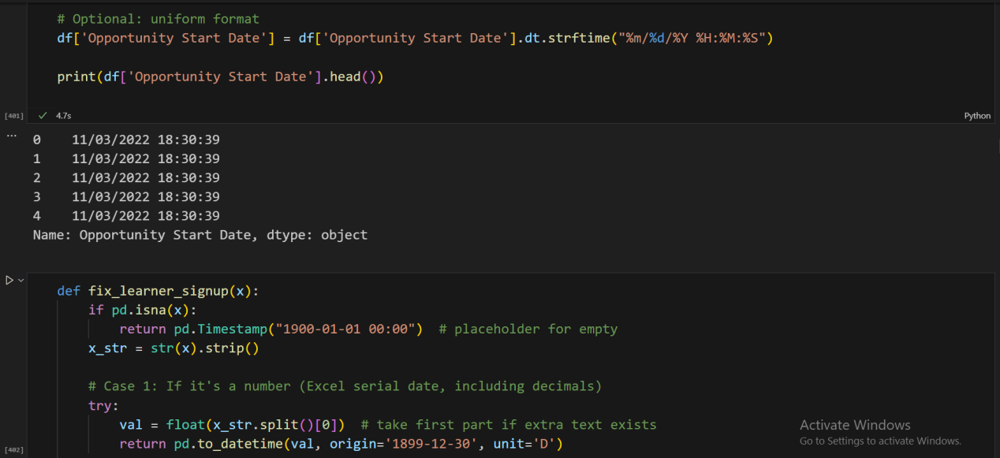 # Optional: uniform format
df['Opportunity Start Date'] = df['Opportunity Start Date'].dt.strftime("%m/%d/%Y %H:%M:%S")
print(df['Opportunity Start Date'].head())
[401] ✓ 4.7s Python
...
0    11/03/2022 18:30:39
1    11/03/2022 18:30:39
2    11/03/2022 18:30:39
3    11/03/2022 18:30:39
4    11/03/2022 18:30:39
Name: Opportunity Start Date, dtype: object
def fix_learner_signup(x):
    if pd.isna(x):
        return pd.Timestamp("1900-01-01 00:00")  # placeholder for empty
    x_str = str(x).strip()
    # Case 1: If it's a number (Excel serial date, including decimals)
    try:
        val = float(x_str.split()[0])  # take first part if extra text exists
        return pd.to_datetime(val, origin='1899-12-30', unit='D')
[402]
Activate Windows
Go to Settings to activate Windows.